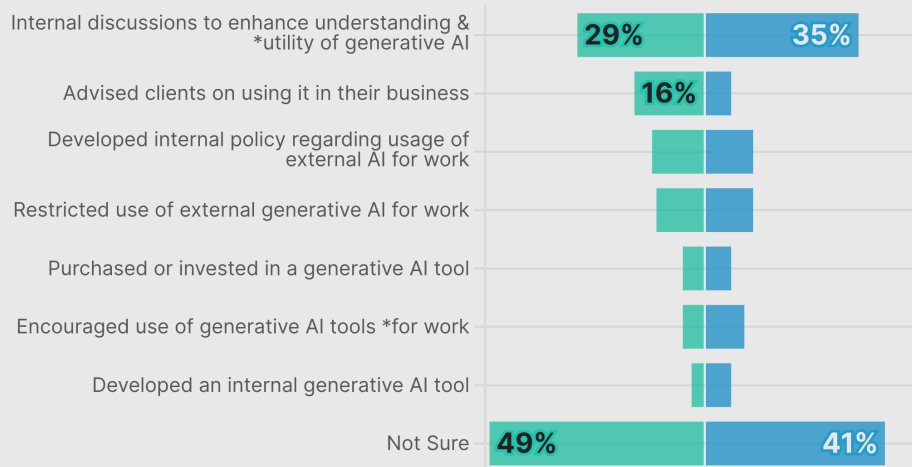 Internal discussions to enhance understanding &
*utility of generative AI
29%
35%
Advised clients on using it in their business
16%
Developed internal policy regarding usage of
external AI for work
Restricted use of external generative AI for work
Purchased or invested in a generative AI tool
Encouraged use of generative AI tools *for work
Developed an internal generative AI tool
Not Sure
49%
41%